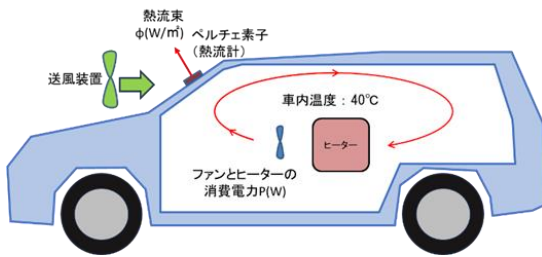 熱流束
φ(W/㎡)
ペルチェ素子
(熱流計)
送風装置
車内温度：40℃
ヒーター
ファンとヒーターの
消費電力P(W)